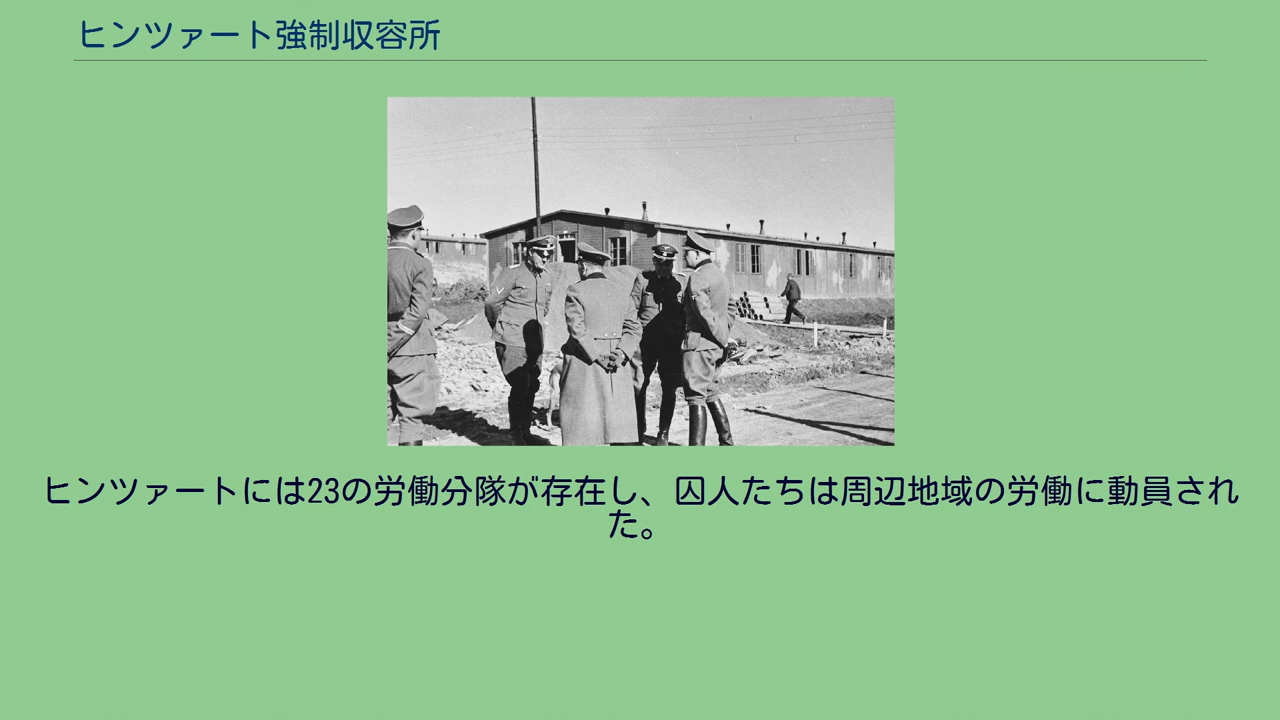 ヒンツァート強制収容所
ヒンツァートには23の労働分隊が存在し、囚人たちは周辺地域の労働に動員され
た。